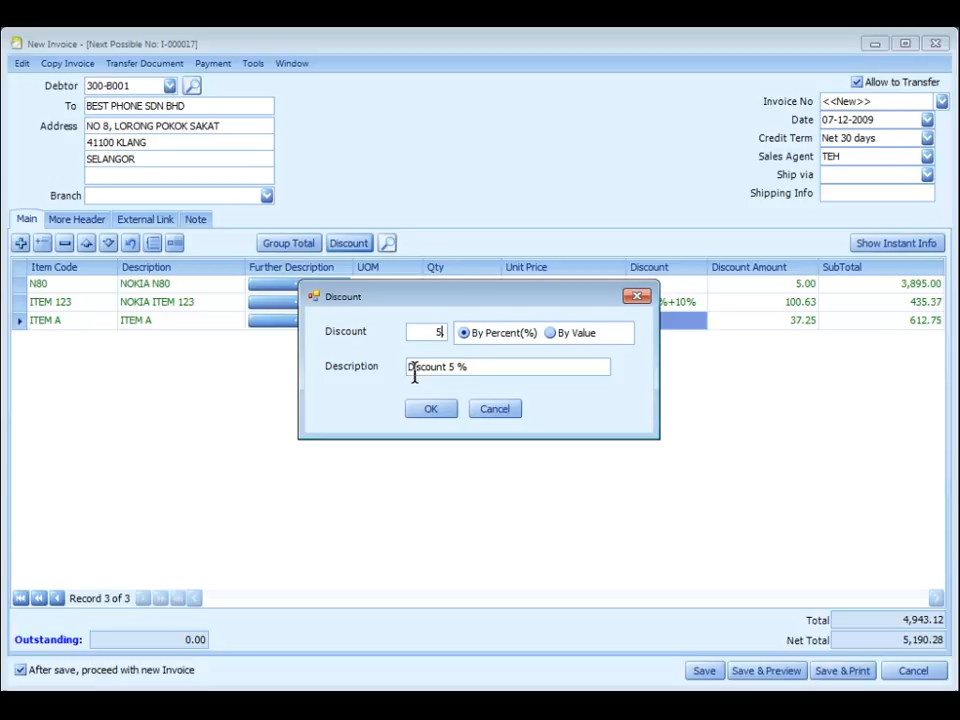 New Invoice - [Next Possible No: I-000017]
Edit Copy Invoice Transfer Document Payment Tools Window
Debtor 300-B001
Allow to Transfer
To BEST PHONE SDN BHD
Invoice No <<New>>
Address NO 8, LORONG POKOK SAKAT
Date 07-12-2009
41100 KLANG
Credit Term Net 30 days
SELANGOR
Sales Agent TEH
Ship via
Branch
Shipping Info
Main More Header External Link Note
Group Total Discount Show Instant Info
Item Code Description Further Description UOM Qty Unit Price Discount Discount Amount SubTotal
N80 NOKIA N80 5.00 3,895.00
ITEM 123 NOKIA ITEM 123 %+10% 100.63 435.37
ITEM A ITEM A 37.25 612.75
Discount
Discount 5 By Percent(%) By Value
Description Discount 5 %
OK Cancel
Record 3 of 3
Total 4,943.12
Outstanding: 0.00
Net Total 5,190.28
After save, proceed with new Invoice
Save Save & Preview Save & Print Cancel